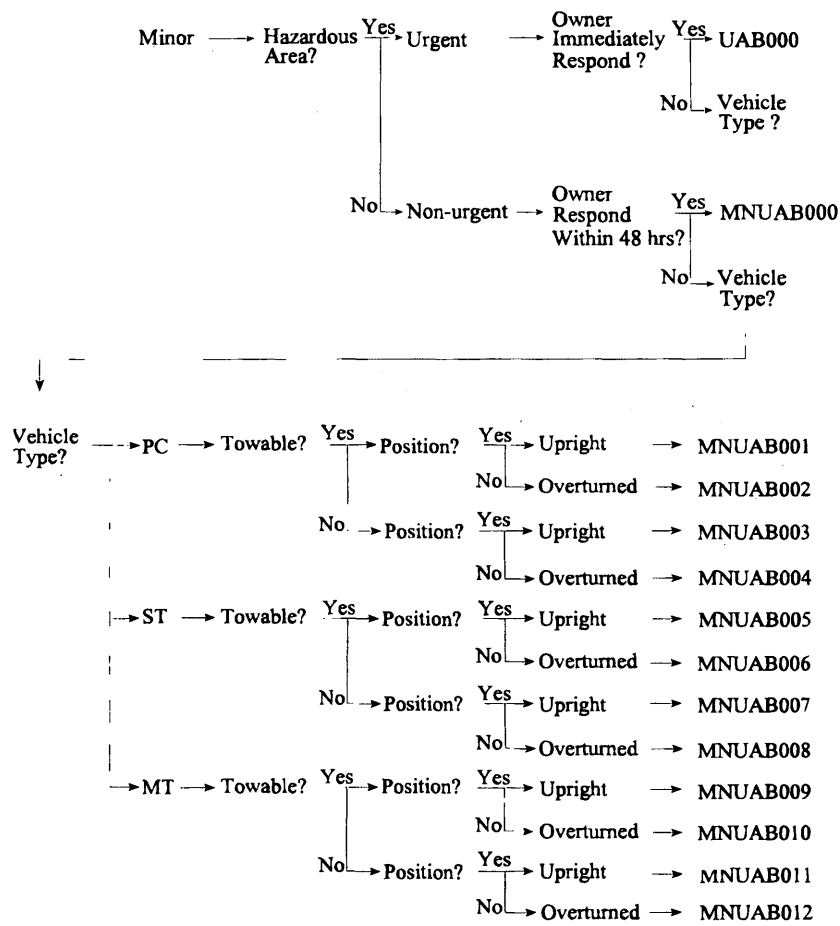 Minor Hazardous Area? Yes Urgent Owner Immediately Respond ? Yes UAB000
No Vehicle Type ?
No Non-urgent Owner Respond Within 48 hrs? Yes MNUAB000
No Vehicle Type?
Vehicle Type? PC Towable? Yes Position? Yes Upright MNUAB001
No Overturned MNUAB002
No Position? Yes Upright MNUAB003
No Overturned MNUAB004
ST Towable? Yes Position? Yes Upright MNUAB005
No Overturned MNUAB006
No Position? Yes Upright MNUAB007
No Overturned MNUAB008
MT Towable? Yes Position? Yes Upright MNUAB009
No Overturned MNUAB010
No Position? Yes Upright MNUAB011
No Overturned MNUAB012